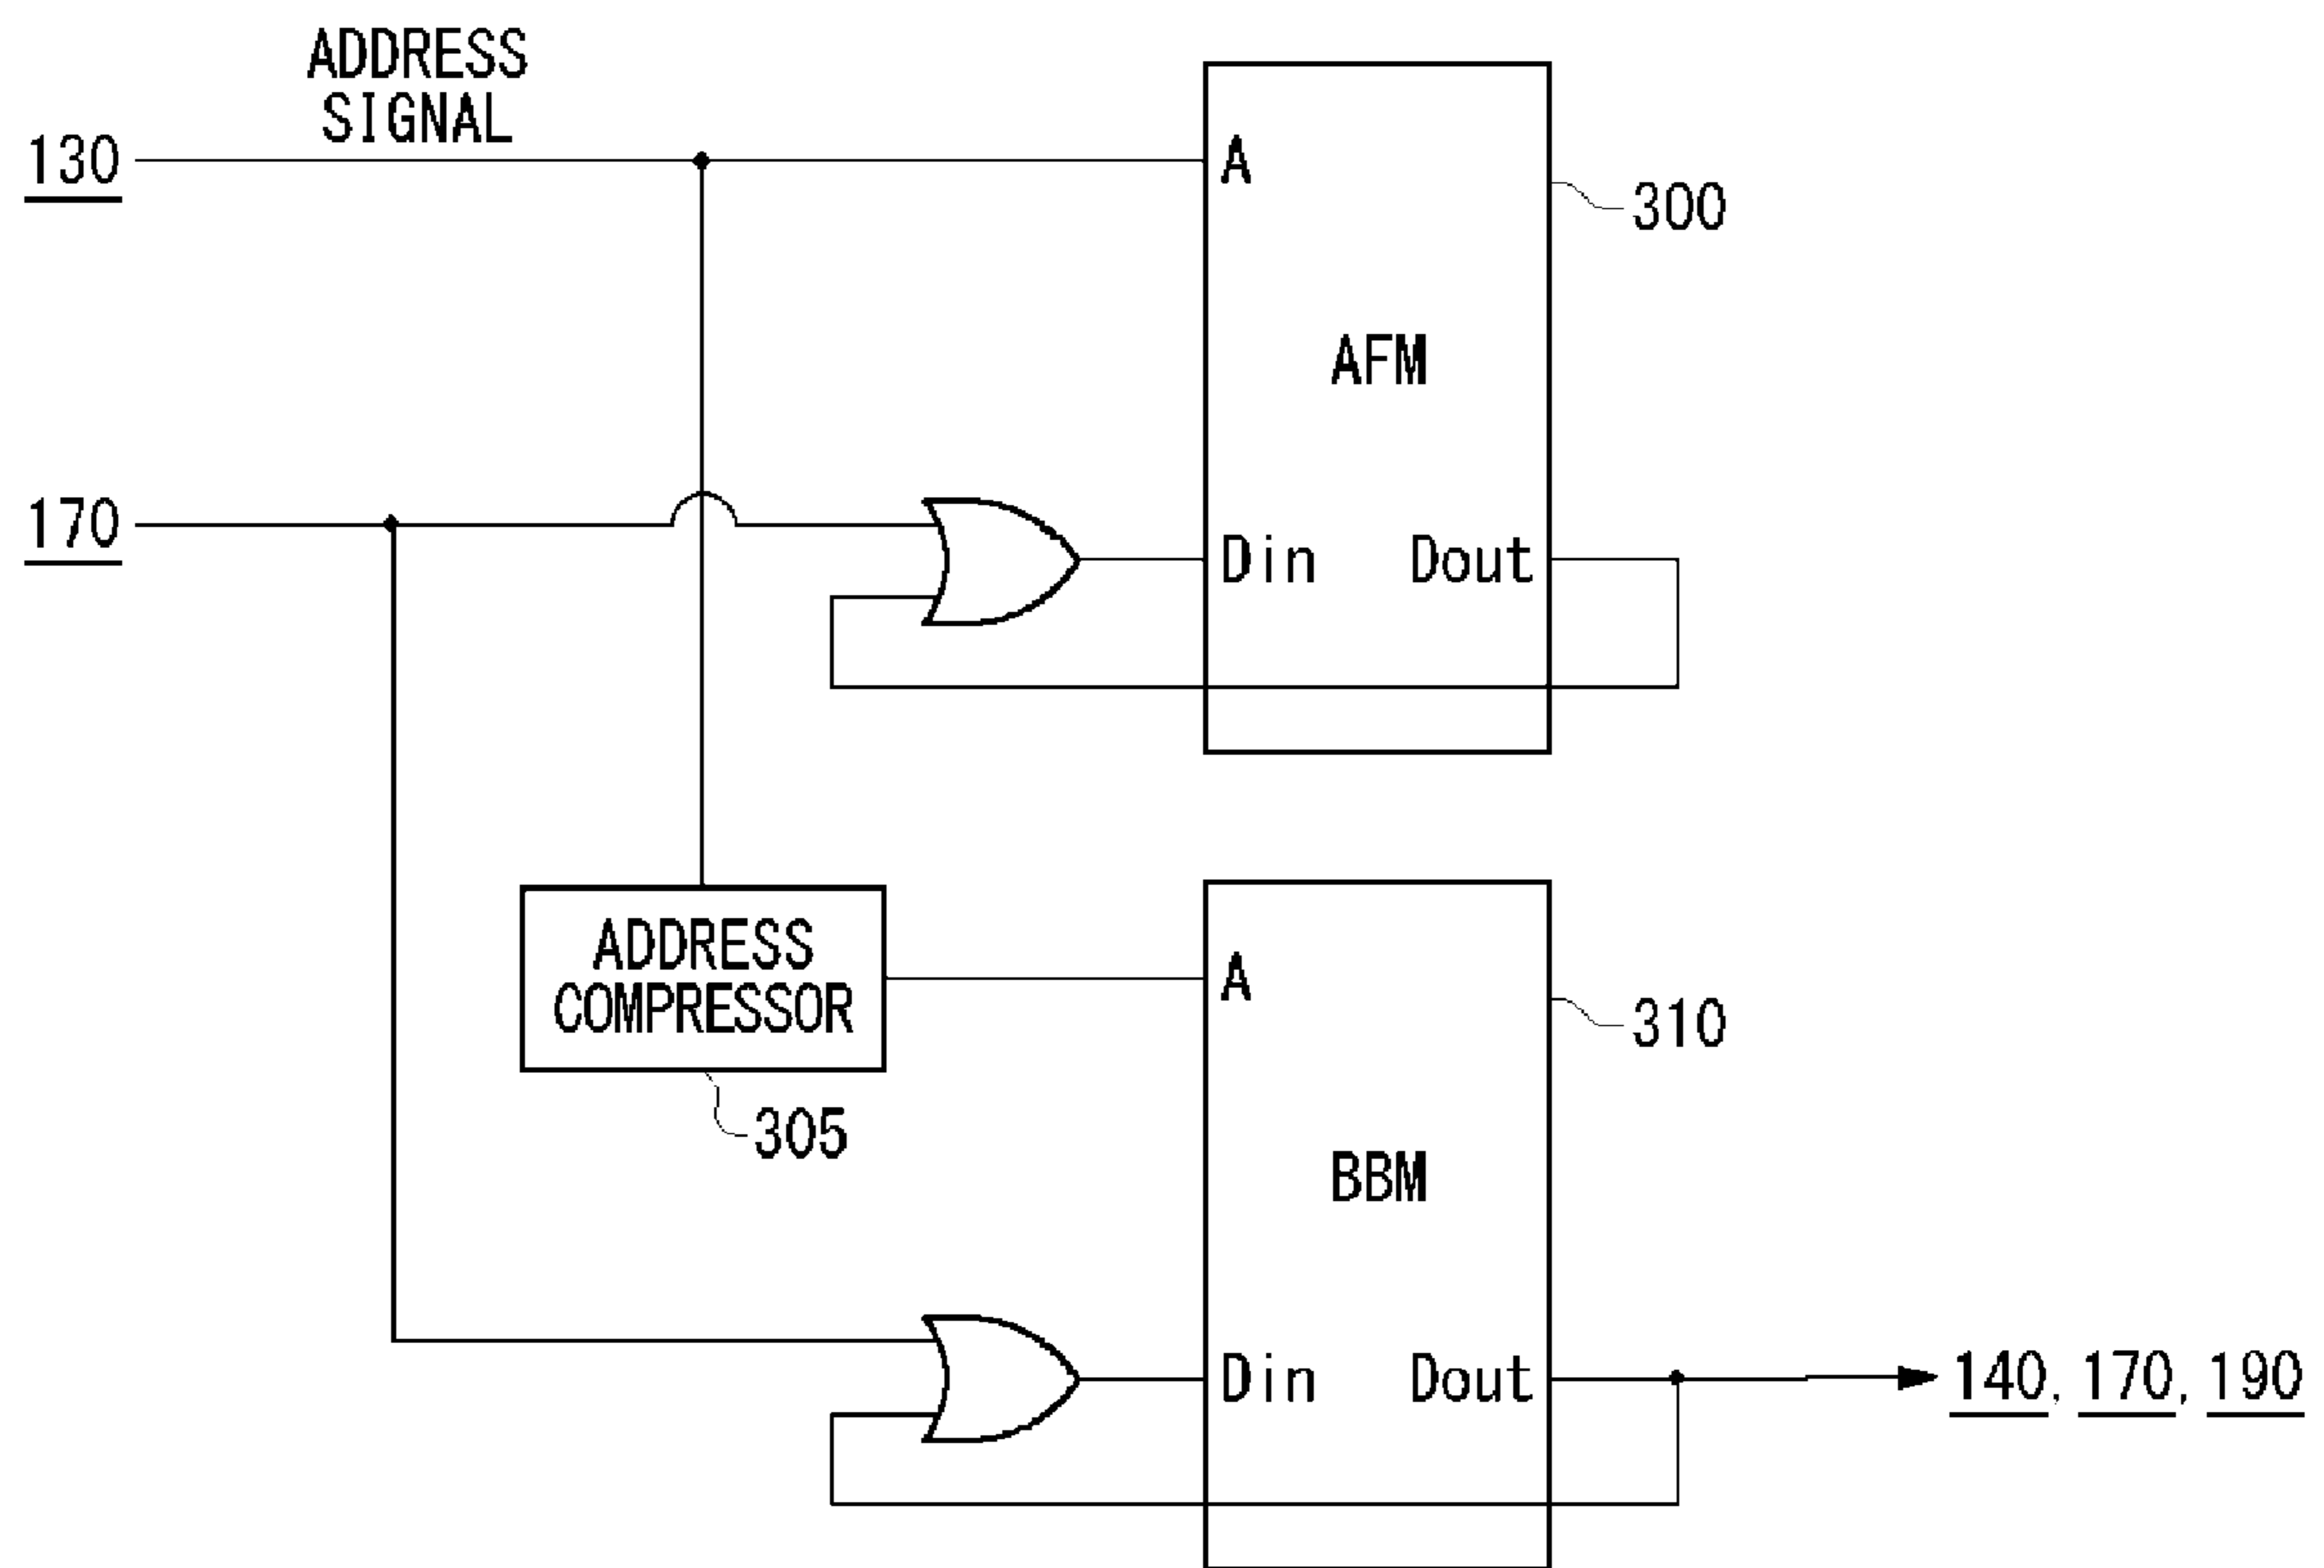 ADDRESS
SIGNAL
130
A
300
AFM
170
Din Dout
ADDRESS
COMPRESSOR
A
310
305
BBM
Din Dout
140, 170, 190